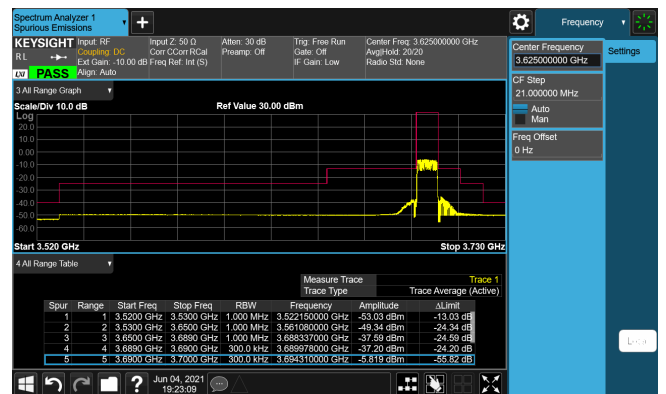 Spectrum Analyzer 1
Spurious Emissions
Frequency
KEYSIGHT
RL
LXI
PASS
Input: RF
Coupling: DC
Ext Gain: -10.00 dB
Align: Auto
Input Z: 50 Ω
Corr CCorr RCal
Freq Ref: Int (S)
Atten: 30 dB
Preamp: Off
Trig: Free Run
Gate: Off
IF Gain: Low
Center Freq: 3.625000000 GHz
Avg|Hold: 20/20
Radio Std: None
Center Frequency
3.625000000 GHz
Settings
CF Step
21.000000 MHz
Auto
Man
Freq Offset
0 Hz
3 All Range Graph
Scale/Div 10.0 dB
Ref Value 30.00 dBm
Log
20.0
10.0
0.00
-10.0
-20.0
-30.0
-40.0
-50.0
-60.0
Start 3.520 GHz
Stop 3.730 GHz
4 All Range Table
Measure Trace Trace 1
Trace Type Trace Average (Active)
Spur Range Start Freq Stop Freq RBW Frequency Amplitude ΔLimit
1 1 3.5200 GHz 3.5300 GHz 1.000 MHz 3.522150000 GHz -53.03 dBm -13.03 dB
2 2 3.5300 GHz 3.6500 GHz 1.000 MHz 3.561080000 GHz -49.34 dBm -24.34 dB
3 3 3.6500 GHz 3.6890 GHz 1.000 MHz 3.688337000 GHz -37.59 dBm -24.59 dB
4 4 3.6890 GHz 3.6900 GHz 300.0 kHz 3.689978000 GHz -37.20 dBm -24.20 dB
5 5 3.6900 GHz 3.7000 GHz 300.0 kHz 3.694310000 GHz -5.819 dBm -55.82 dB
Jun 04, 2021
19:23:09